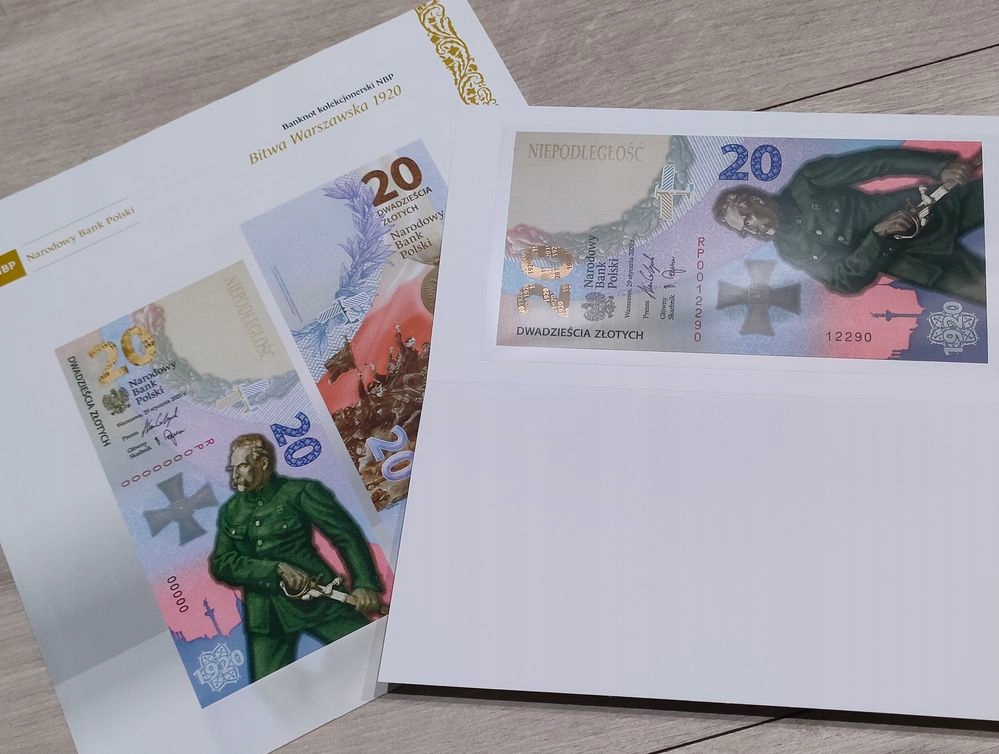 Banknot kolekcjonerski NBP
Bitwa Warszawska 1920
NBP
Narodowy Bank Polski
20
DWADZIEŚCIA
ZŁOTYCH
Narodowy
Bank
Polski
20
NIEPODLEGŁOŚĆ
20
DWADZIEŚCIA ZŁOTYCH
Narodowy
Bank
Polski
Warszawa, 29 stycznia 2020 r.
Prezes
Główny
Skarbnik
20
RP0000000
00000
1920
NIEPODLEGŁOŚĆ
20
20
Narodowy
Bank
Polski
Warszawa, 29 stycznia 2020 r.
Prezes
Główny
Skarbnik
DWADZIEŚCIA ZŁOTYCH
RP0012290
12290
1920